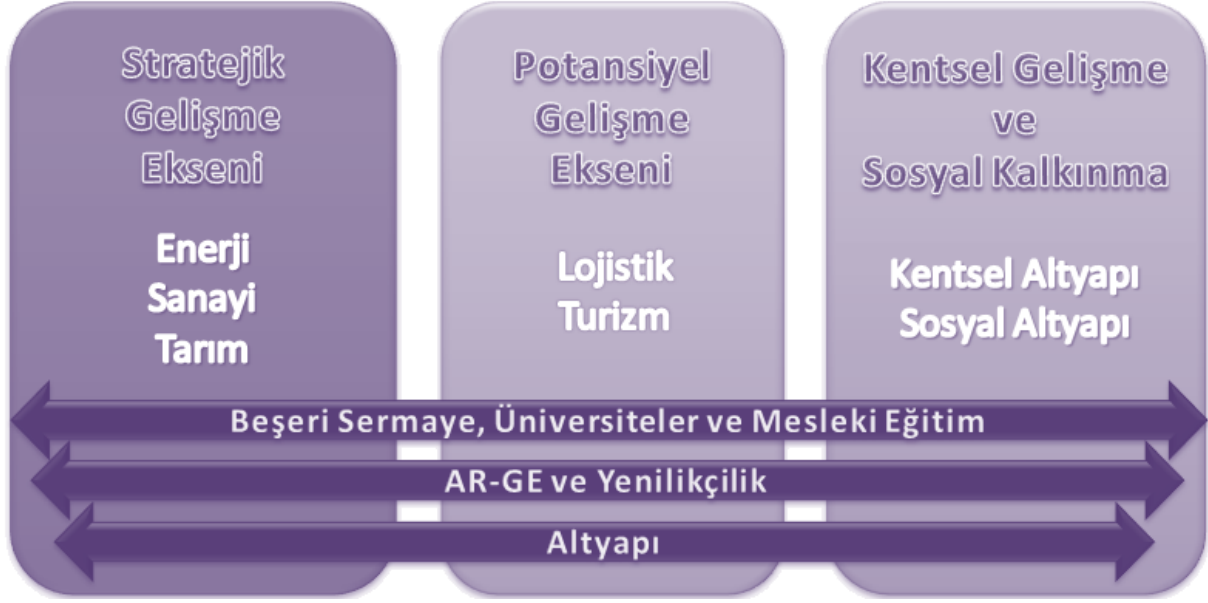 Stratejik
Gelişme
Ekseni
Enerji
Sanayi
Tarım
Potansiyel
Gelişme
Ekseni
Lojistik
Turizm
Kentsel Gelişme
ve
Sosyal Kalkınma
Kentsel Altyapı
Sosyal Altyapı
Beşeri Sermaye, Üniversiteler ve Mesleki Eğitim
AR-GE ve Yenilikçilik
Altyapı